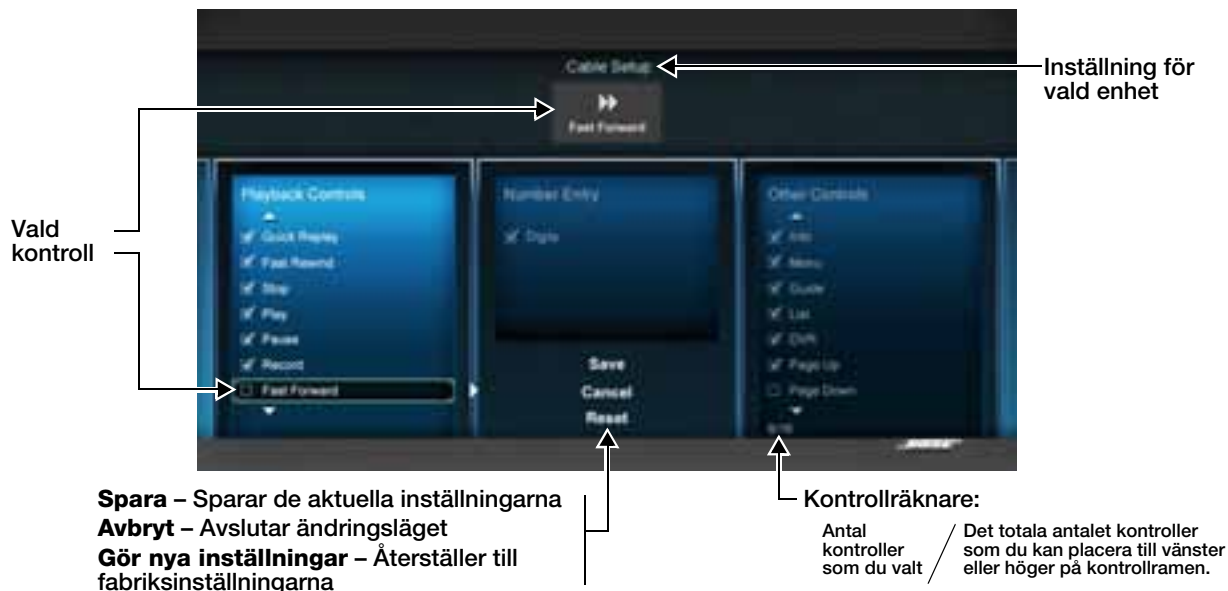 Cable Setup
Inställning för
vald enhet
Fast Forward
Vald
kontroll
Playback Controls
Quick Replay
Fast Rewind
Stop
Play
Pause
Record
Fast Forward
Number Entry
Digits
Save
Cancel
Reset
Other Controls
Info
Menu
Guide
List
DVR
Page Up
Page Down
BOSE
Spara – Sparar de aktuella inställningarna
Avbryt – Avslutar ändringsläget
Gör nya inställningar – Återställer till
fabriksinställningarna
Kontrollräknare:
Antal
kontroller
som du valt
/
Det totala antalet kontroller
som du kan placera till vänster
eller höger på kontrollramen.